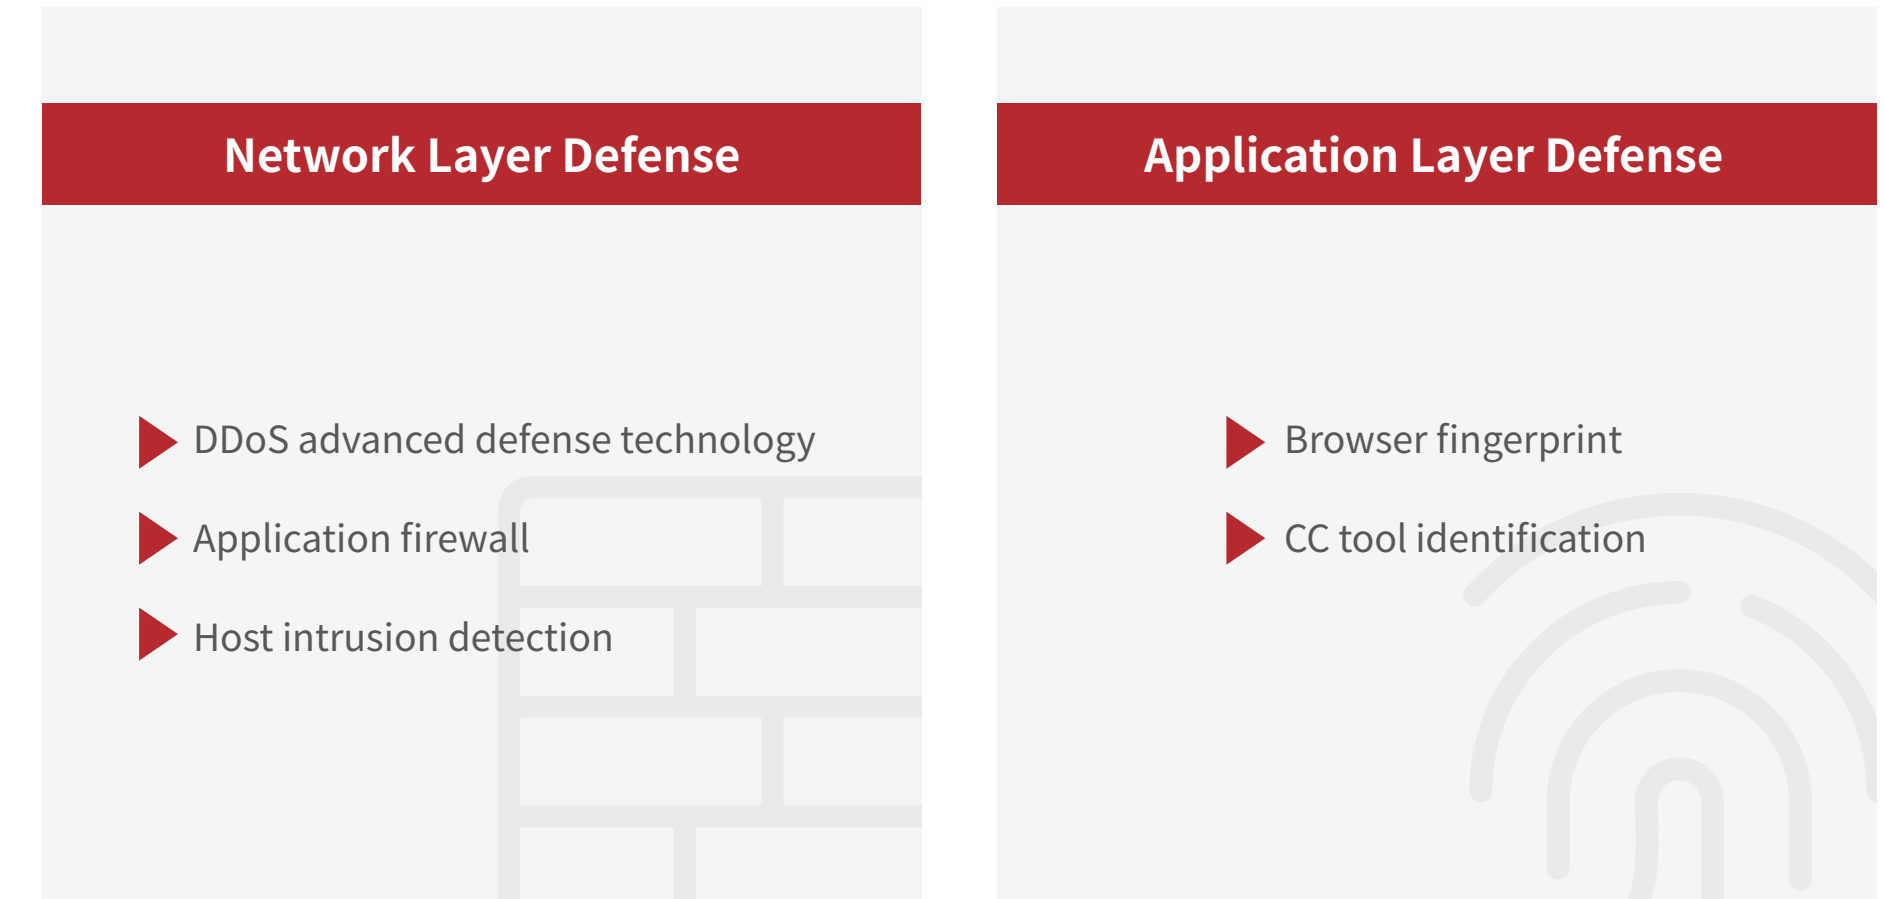 Network Layer Defense
DDoS advanced defense technology
Application firewall
Host intrusion detection
Application Layer Defense
Browser fingerprint
CC tool identification